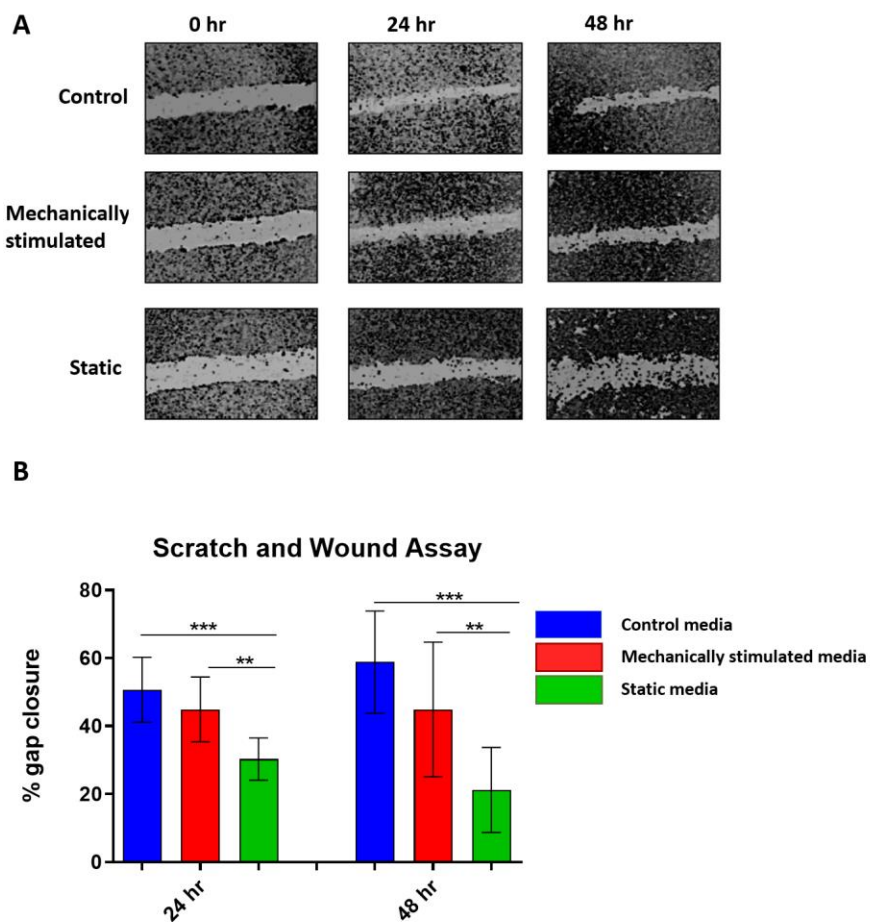 A
0 hr 24 hr 48 hr
Control
Mechanically
stimulated
Static
B
Scratch and Wound Assay
% gap closure
80
60
40
20
0
***
**
***
**
24 hr
48 hr
Control media
Mechanically stimulated media
Static media